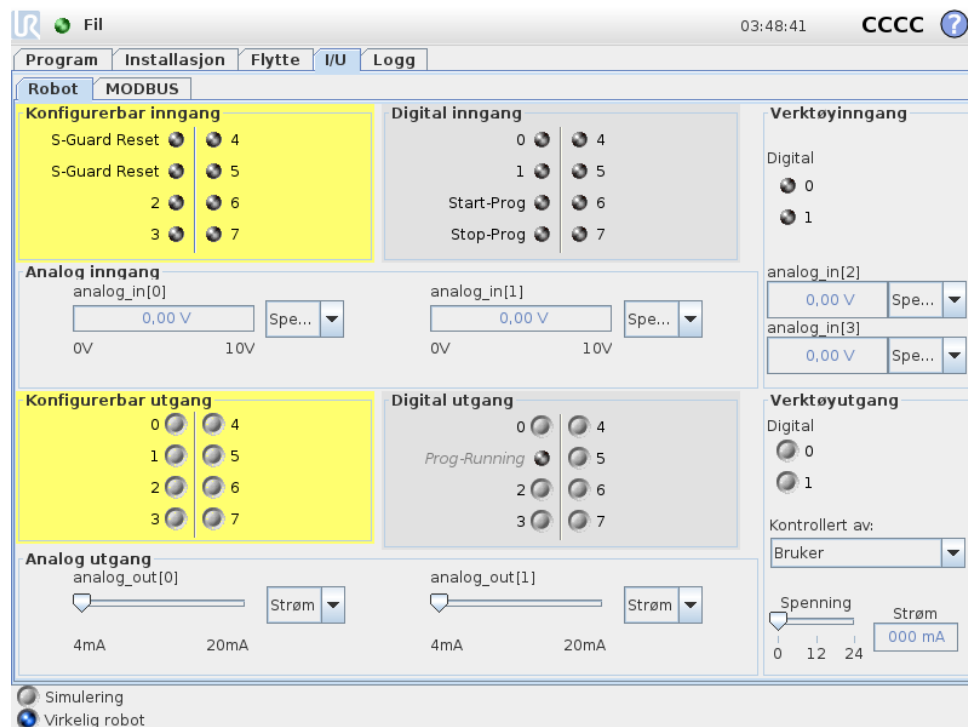 UR Fil 03:48:41 CCCC ?
Program Installasjon Flytte I/U Logg
Robot MODBUS
Konfigurerbar inngang
S-Guard Reset 4
S-Guard Reset 5
2 6
3 7
Digital inngang
0 4
1 5
Start-Prog 6
Stop-Prog 7
Verktøyinngang
Digital
0
1
analog_in[2]
0,00 V Spe...
analog_in[3]
0,00 V Spe...
Analog inngang
analog_in[0]
0,00 V Spe...
0V 10V
analog_in[1]
0,00 V Spe...
0V 10V
Konfigurerbar utgang
0 4
1 5
2 6
3 7
Digital utgang
0 4
Prog-Running 5
2 6
3 7
Verktøyutgang
Digital
0
1
Kontrollert av:
Bruker
Spenning
0 12 24
Strøm
000 mA
Analog utgang
analog_out[0]
Strøm
4mA 20mA
analog_out[1]
Strøm
4mA 20mA
Simulering
Virkelig robot